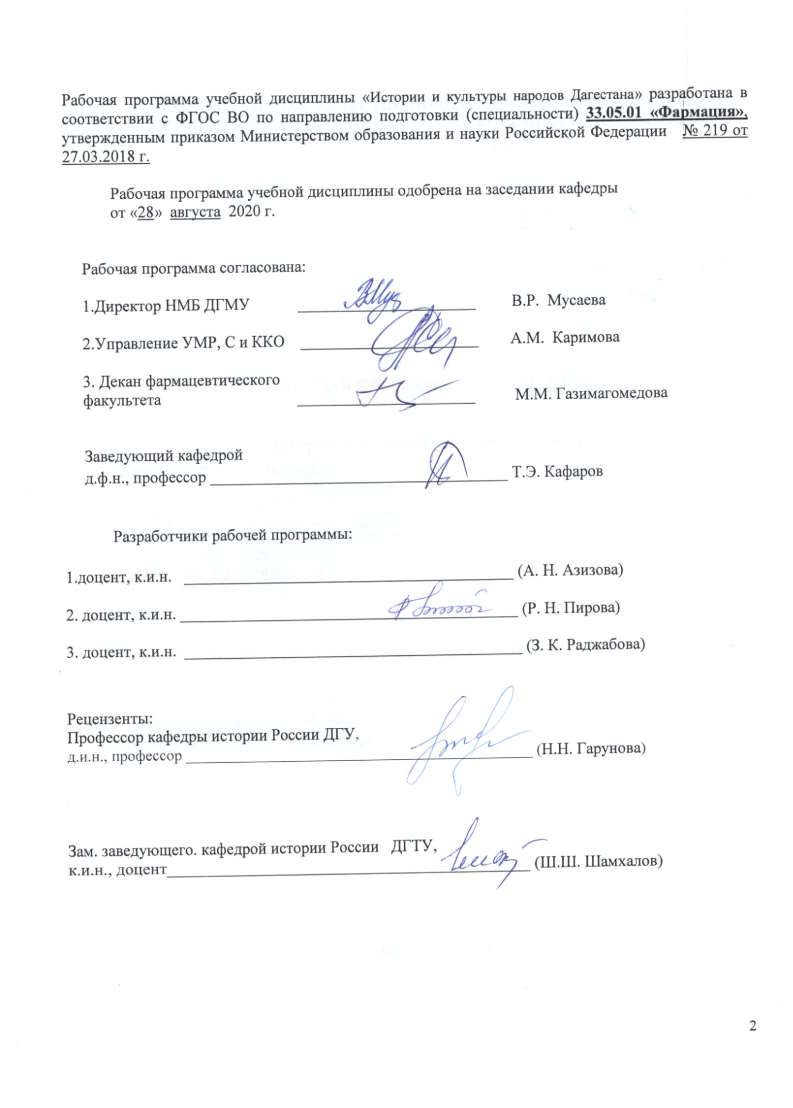 Рабочая программа учебной дисциплины «Истории и культуры народов Дагестана» разработана в
соответствии с ФГОС ВО по направлению подготовки (специальности) 33.05.01 «Фармация»,
утвержденным приказом Министерством образования и науки Российской Федерации № 219 от
27.03.2018 г.
Рабочая программа учебной дисциплины одобрена на заседании кафедры
от «28» августа 2020 г.
Рабочая программа согласована:
1.Директор НМБ ДГМУ В.Р. Мусаева
2.Управление УМР, С и ККО А.М. Каримова
3. Декан фармацевтического
факультета М.М. Газимагомедова
Заведующий кафедрой
д.ф.н., профессор Т.Э. Кафаров
Разработчики рабочей программы:
1.доцент, к.и.н. (А. Н. Азизова)
2. доцент, к.и.н. (Р. Н. Пирова)
3. доцент, к.и.н. (З. К. Раджабова)
Рецензенты:
Профессор кафедры истории России ДГУ,
д.и.н., профессор (Н.Н. Гарунова)
Зам. заведующего. кафедрой истории России ДГТУ,
к.и.н., доцент (Ш.Ш. Шамхалов)
2